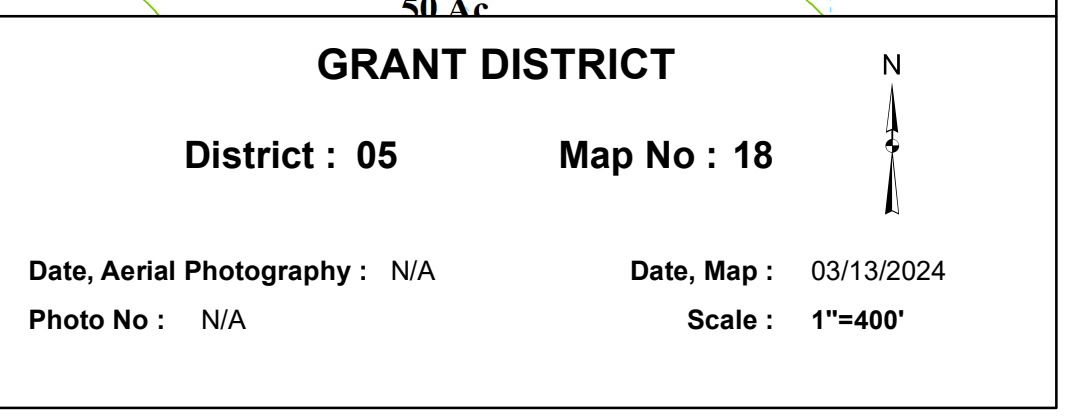 50 Ac
GRANT DISTRICT
N
District : 05 Map No : 18
Date, Aerial Photography : N/A Date, Map : 03/13/2024
Photo No : N/A Scale : 1"=400'